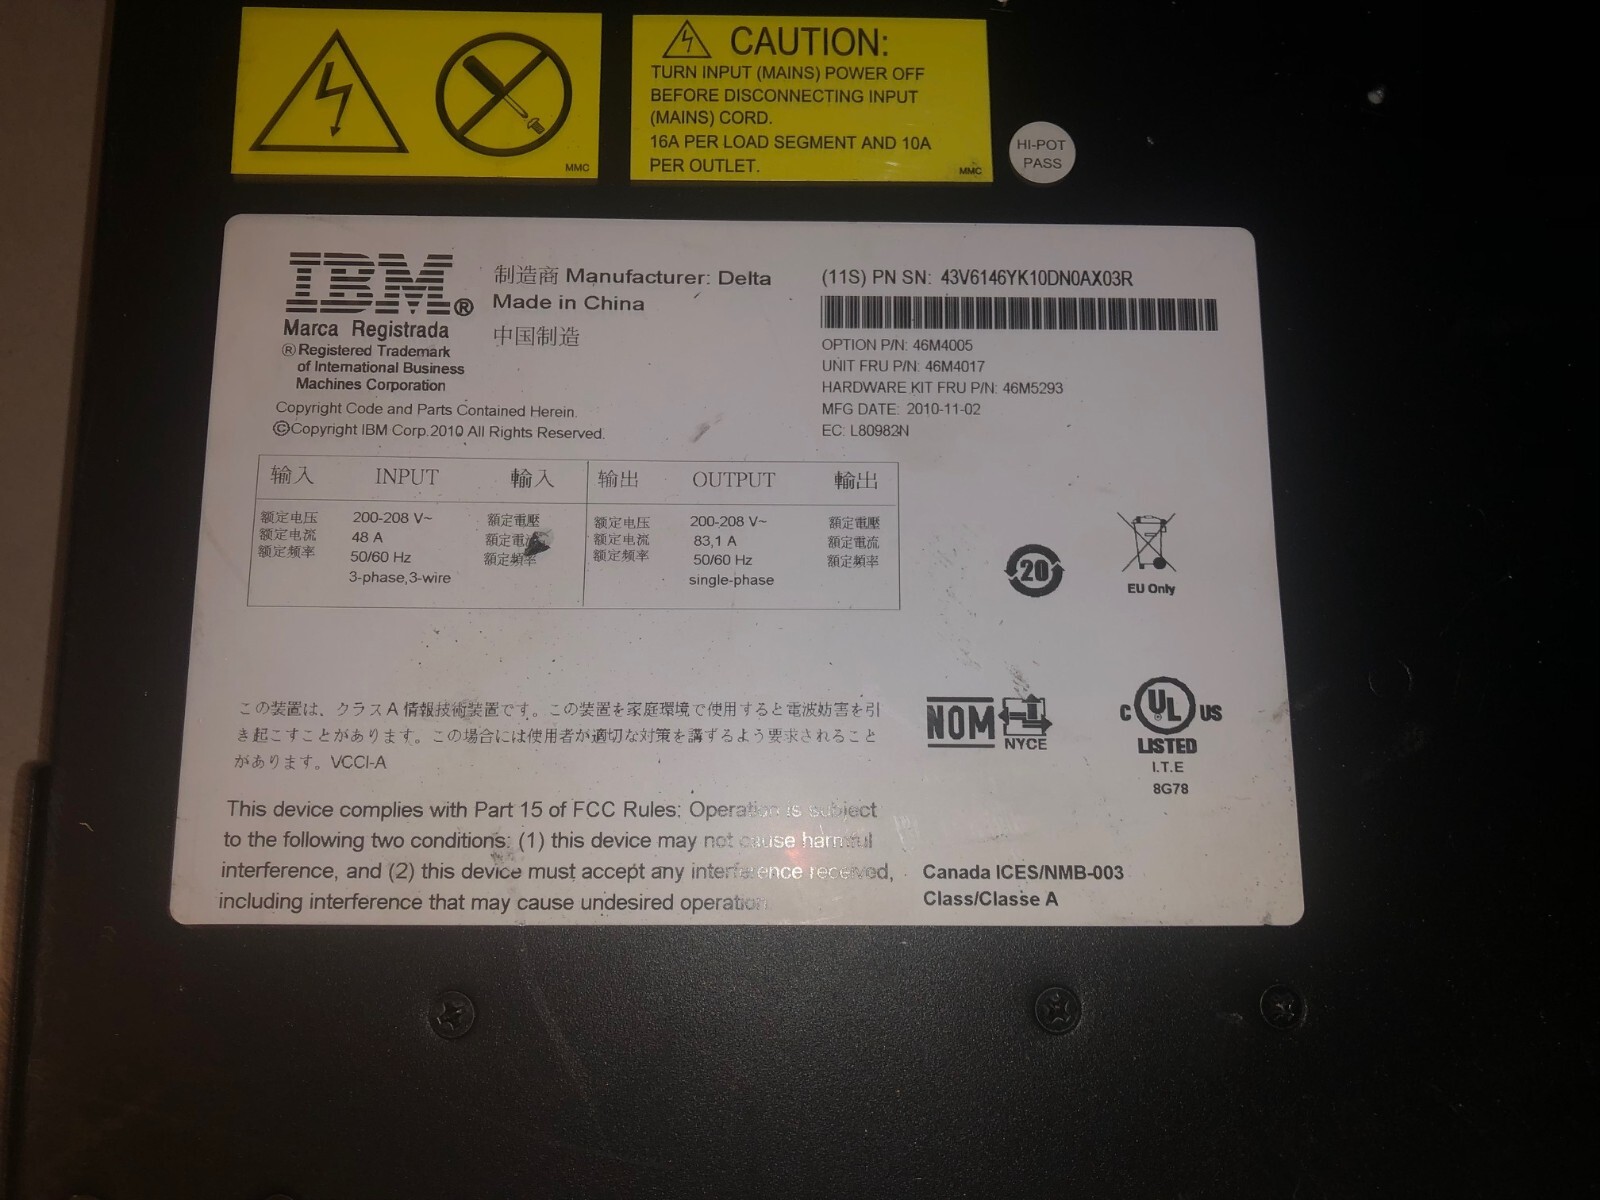 MMC
CAUTION:
TURN INPUT (MAINS) POWER OFF
BEFORE DISCONNECTING INPUT
(MAINS) CORD.
16A PER LOAD SEGMENT AND 10A
PER OUTLET.
MMC
HI-POT
PASS
IBM®
Marca Registrada
® Registered Trademark
of International Business
Machines Corporation
Copyright Code and Parts Contained Herein.
©Copyright IBM Corp.2010 All Rights Reserved.
制造商 Manufacturer: Delta
Made in China
中国制造
(11S) PN SN: 43V6146YK10DN0AX03R
OPTION P/N: 46M4005
UNIT FRU P/N: 46M4017
HARDWARE KIT FRU P/N: 46M5293
MFG DATE: 2010-11-02
EC: L80982N
输入 INPUT 輸入 输出 OUTPUT 輸出
额定电压 200-208 V~ 額定電壓 额定电压 200-208 V~ 額定電壓
额定电流 48 A 額定電流 额定电流 83,1 A 額定電流
额定频率 50/60 Hz 額定頻率 额定频率 50/60 Hz 額定頻率
3-phase,3-wire single-phase
20
EU Only
この装置は、クラスA情報技術装置です。この装置を家庭環境で使用すると電波妨害を引
き起こすことがあります。この場合には使用者が適切な対策を講ずるよう要求されること
があります。VCCI-A
NOM
NYCE
C UL US
LISTED
I.T.E
8G78
This device complies with Part 15 of FCC Rules: Operation is subject
to the following two conditions: (1) this device may not cause harmful
interference, and (2) this device must accept any interference received,
including interference that may cause undesired operation.
Canada ICES/NMB-003
Class/Classe A